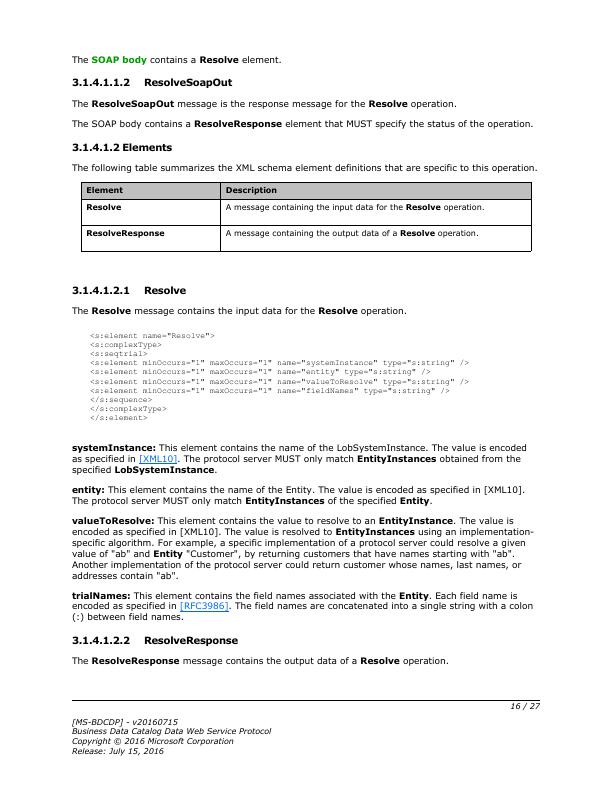 The SOAP body contains a Resolve element.
3.1.4.1.1.2 ResolveSoapOut
The ResolveSoapOut message is the response message for the Resolve operation.
The SOAP body contains a ResolveResponse element that MUST specify the status of the operation.
3.1.4.1.2 Elements
The following table summarizes the XML schema element definitions that are specific to this operation.
Element Description
Resolve A message containing the input data for the Resolve operation.
ResolveResponse A message containing the output data of a Resolve operation.
3.1.4.1.2.1 Resolve
The Resolve message contains the input data for the Resolve operation.
<s:element name="Resolve">
<s:complexType>
<s:seqtrial>
<s:element minOccurs="1" maxOccurs="1" name="systemInstance" type="s:string" />
<s:element minOccurs="1" maxOccurs="1" name="entity" type="s:string" />
<s:element minOccurs="1" maxOccurs="1" name="valueToResolve" type="s:string" />
<s:element minOccurs="1" maxOccurs="1" name="fieldNames" type="s:string" />
</s:sequence>
</s:complexType>
</s:element>
systemInstance: This element contains the name of the LobSystemInstance. The value is encoded
as specified in [XML10]. The protocol server MUST only match EntityInstances obtained from the
specified LobSystemInstance.
entity: This element contains the name of the Entity. The value is encoded as specified in [XML10].
The protocol server MUST only match EntityInstances of the specified Entity.
valueToResolve: This element contains the value to resolve to an EntityInstance. The value is
encoded as specified in [XML10]. The value is resolved to EntityInstances using an implementation-
specific algorithm. For example, a specific implementation of a protocol server could resolve a given
value of "ab" and Entity "Customer", by returning customers that have names starting with "ab".
Another implementation of the protocol server could return customer whose names, last names, or
addresses contain "ab".
trialNames: This element contains the field names associated with the Entity. Each field name is
encoded as specified in [RFC3986]. The field names are concatenated into a single string with a colon
(:) between field names.
3.1.4.1.2.2 ResolveResponse
The ResolveResponse message contains the output data of a Resolve operation.
16 / 27
[MS-BDCDP] - v20160715
Business Data Catalog Data Web Service Protocol
Copyright © 2016 Microsoft Corporation
Release: July 15, 2016